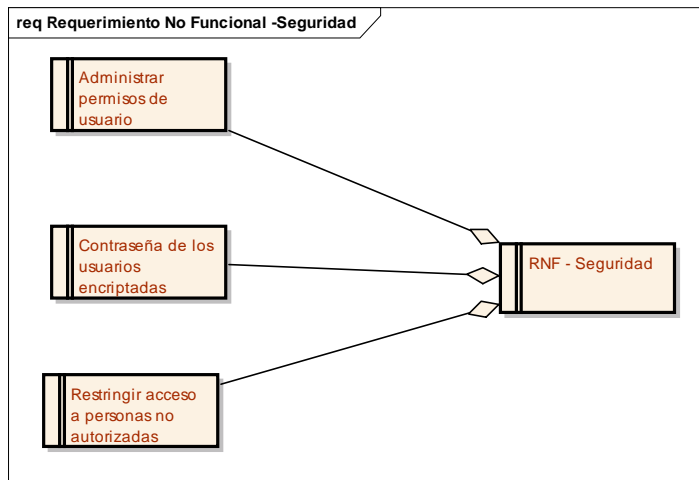 req Requerimiento No Funcional -Seguridad
Administrar
permisos de
usuario
Contraseña de los
usuarios
encriptadas
RNF - Seguridad
Restringir acceso
a personas no
autorizadas